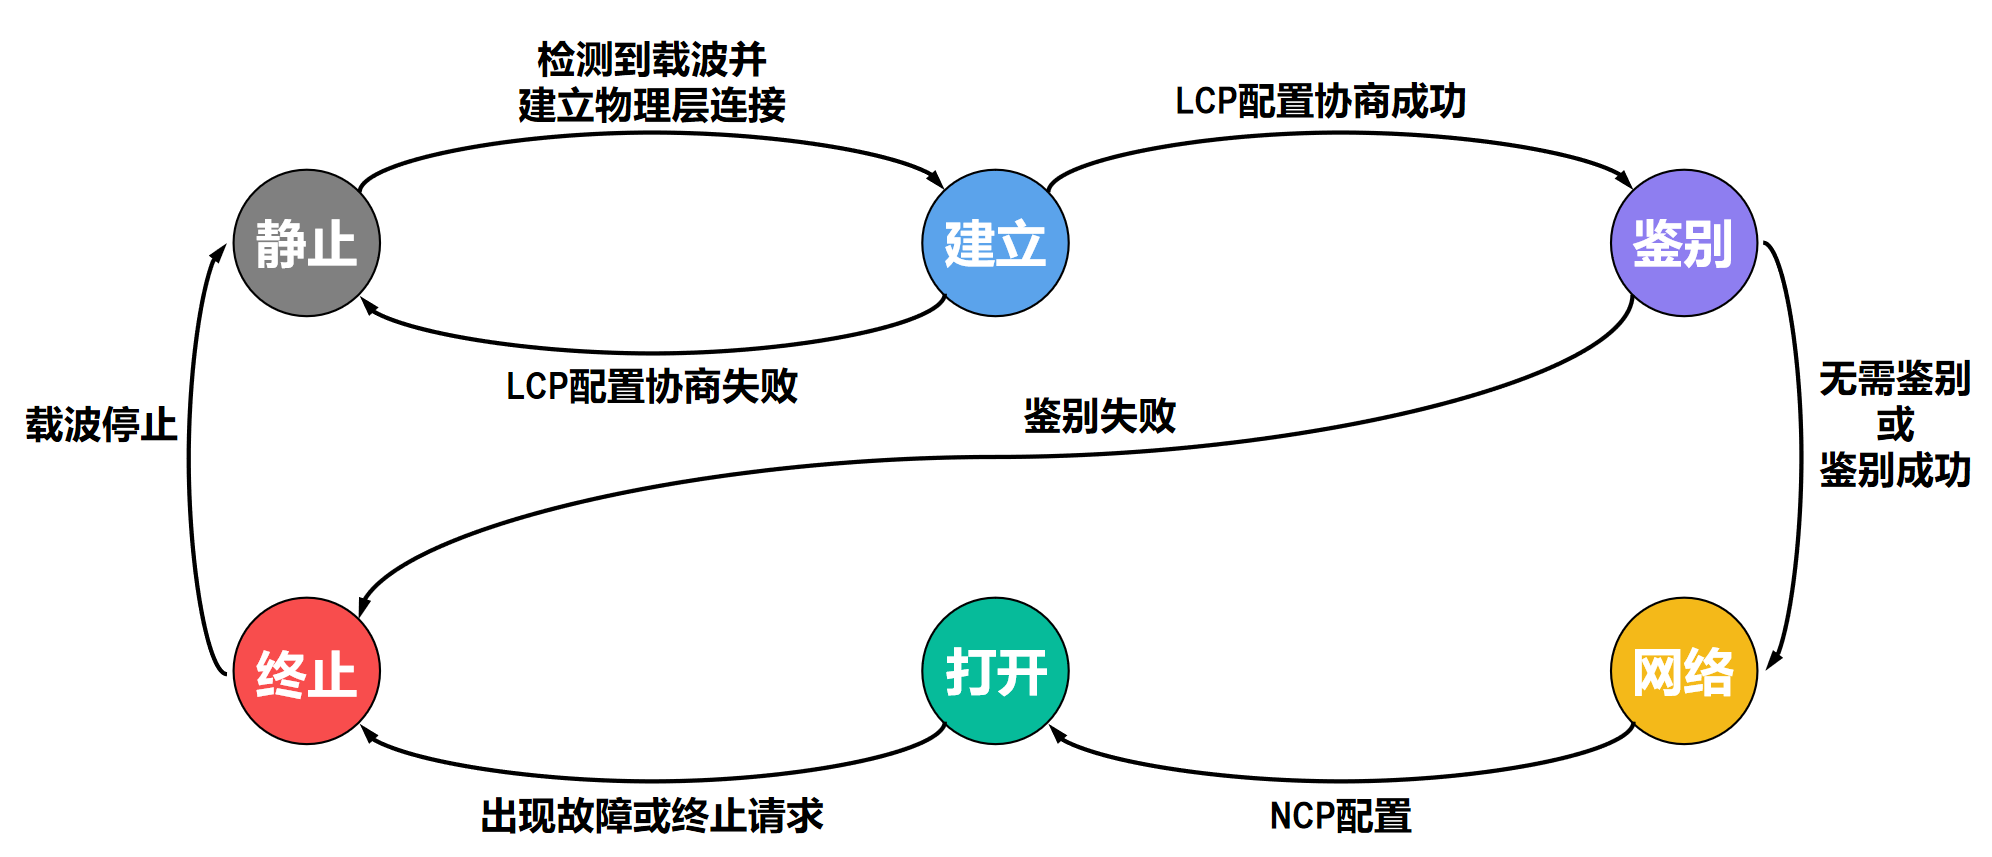 检测到载波并
建立物理层连接
LCP配置协商成功
静止
建立
鉴别
LCP配置协商失败
载波停止
鉴别失败
无需鉴别
或
鉴别成功
终止
打开
网络
出现故障或终止请求
NCP配置